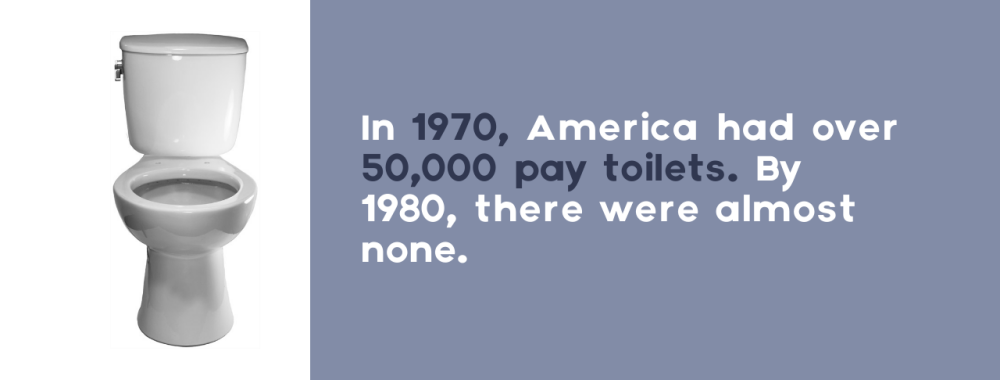 In 1970, America had over
50,000 pay toilets. By
1980, there were almost
none.